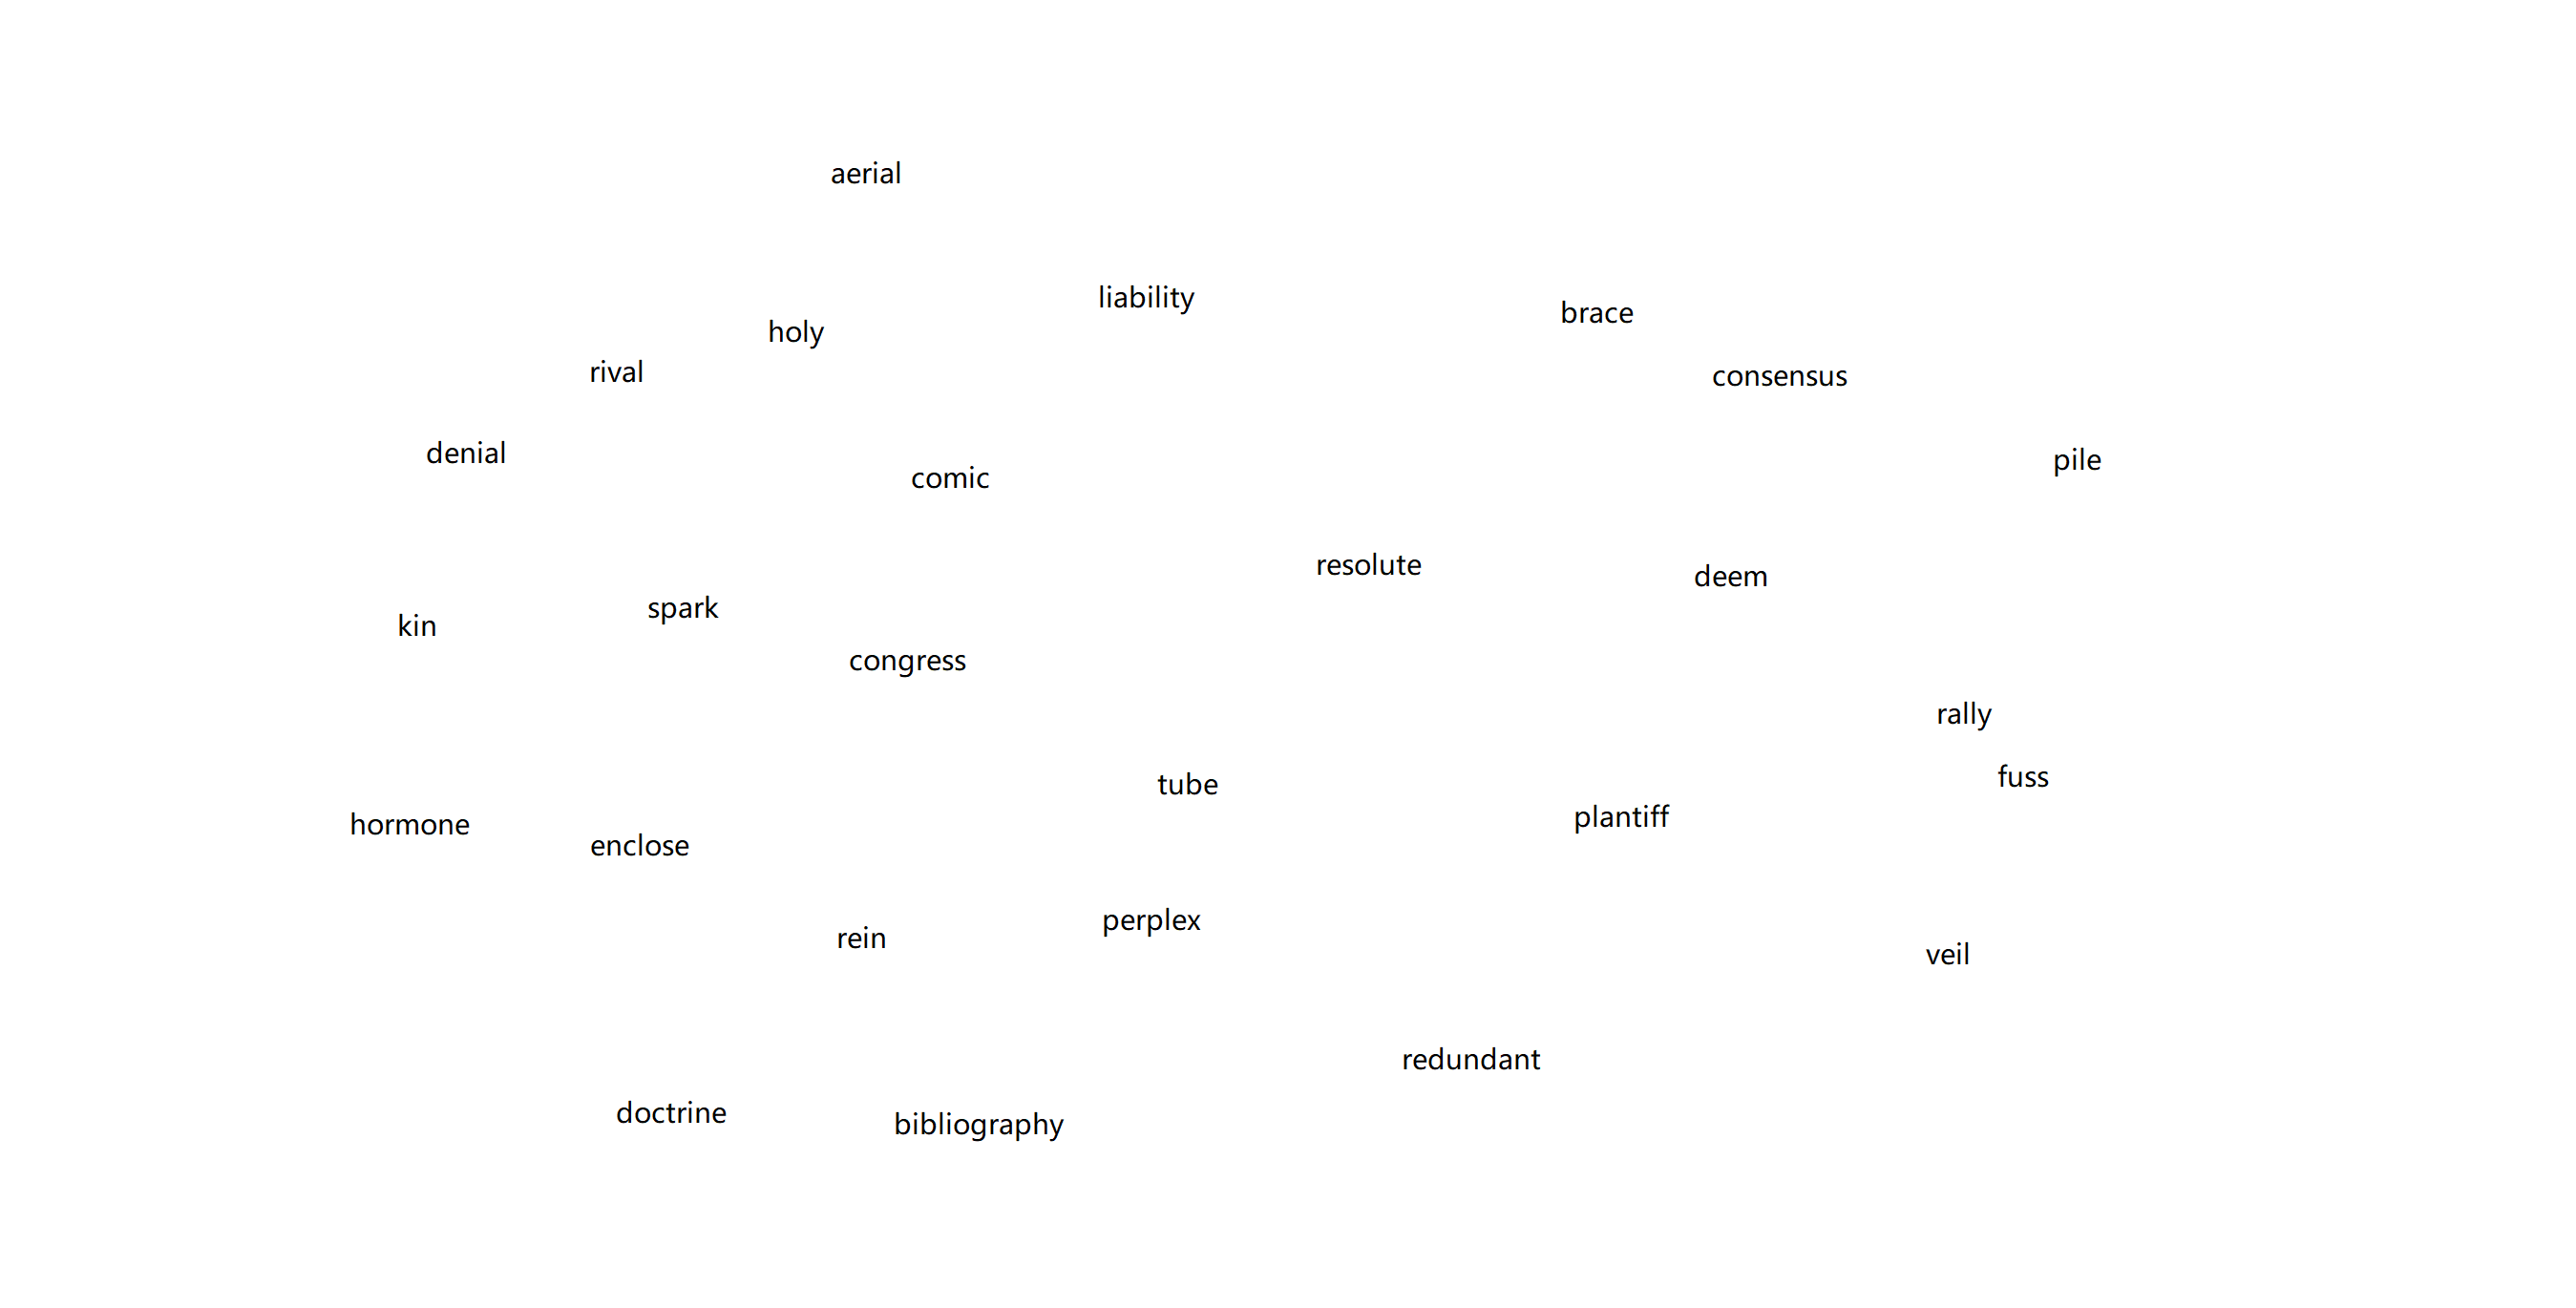 aerial
liability
brace
holy
rival
consensus
denial
pile
comic
resolute
deem
spark
kin
congress
rally
fuss
tube
plantiff
hormone
enclose
perplex
rein
veil
redundant
doctrine
bibliography